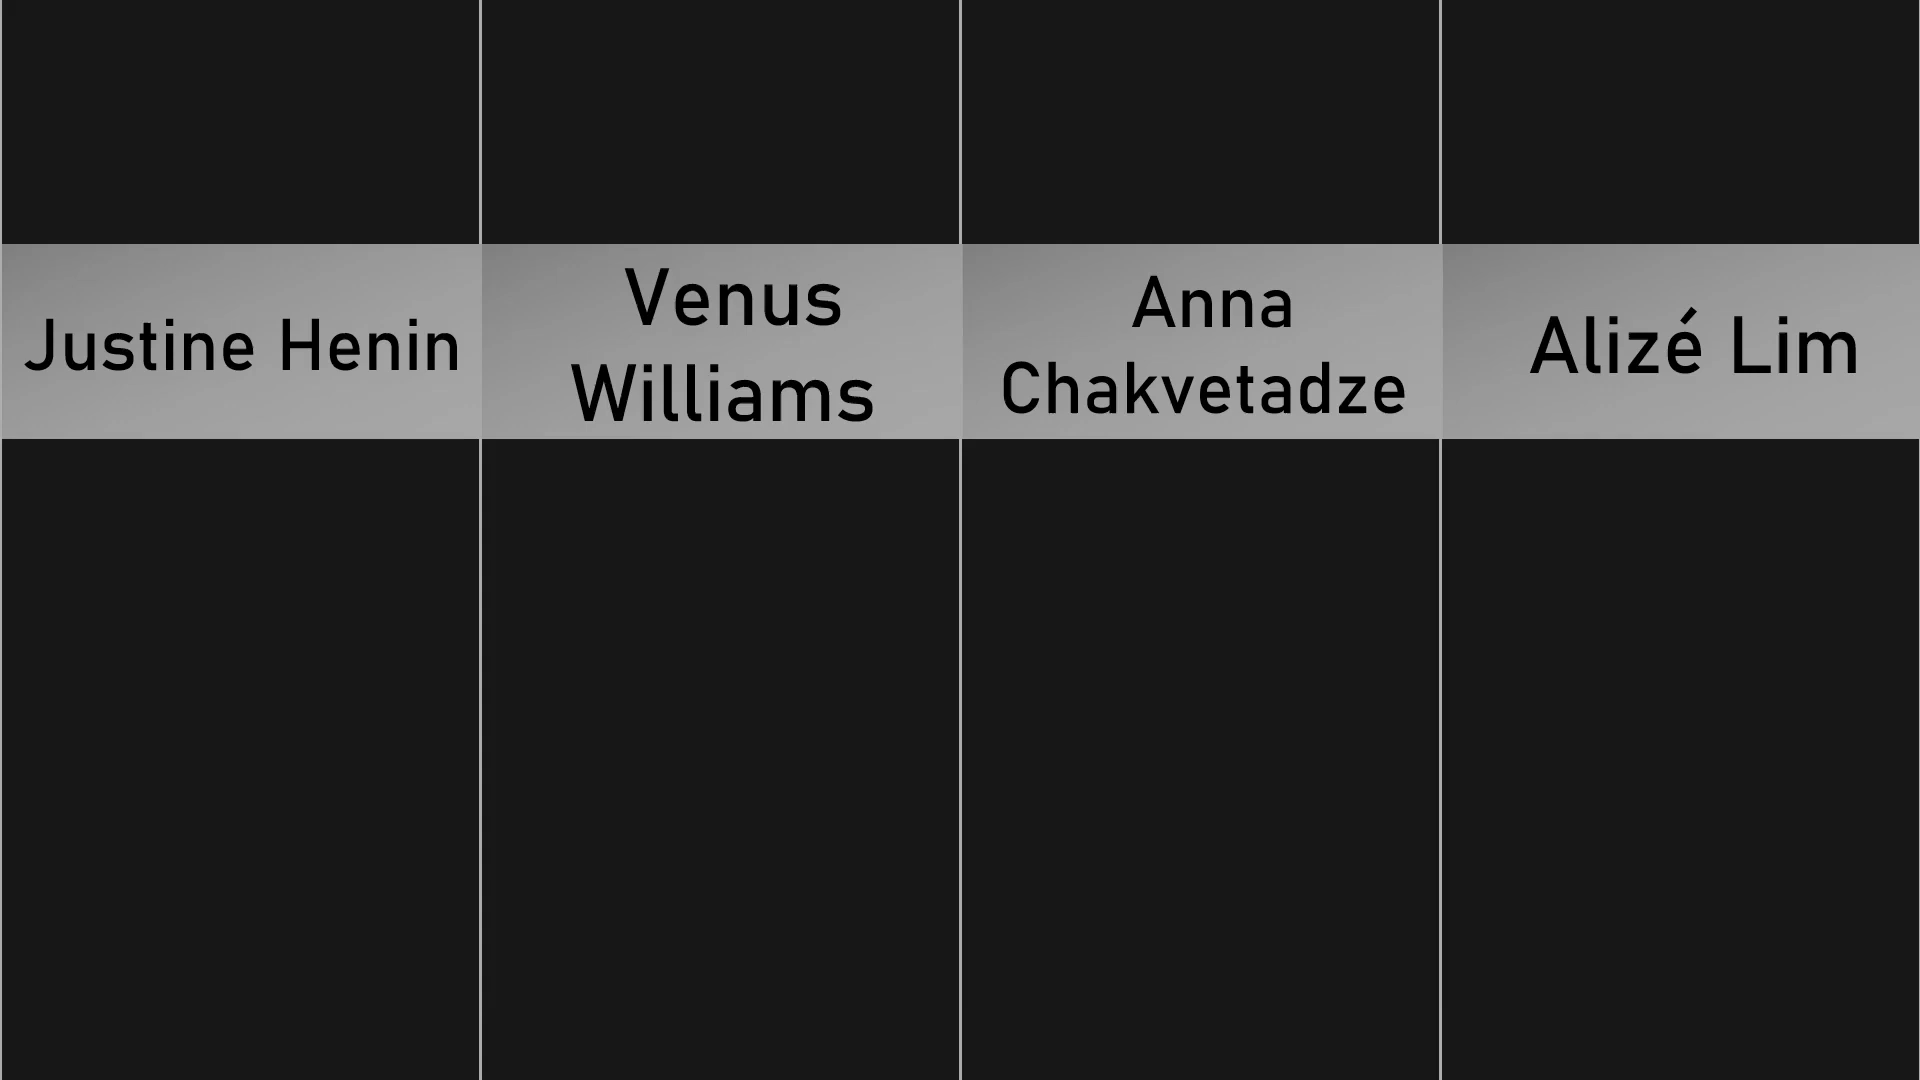 Justine Henin
Venus
Williams
Anna
Chakvetadze
Alizé Lim